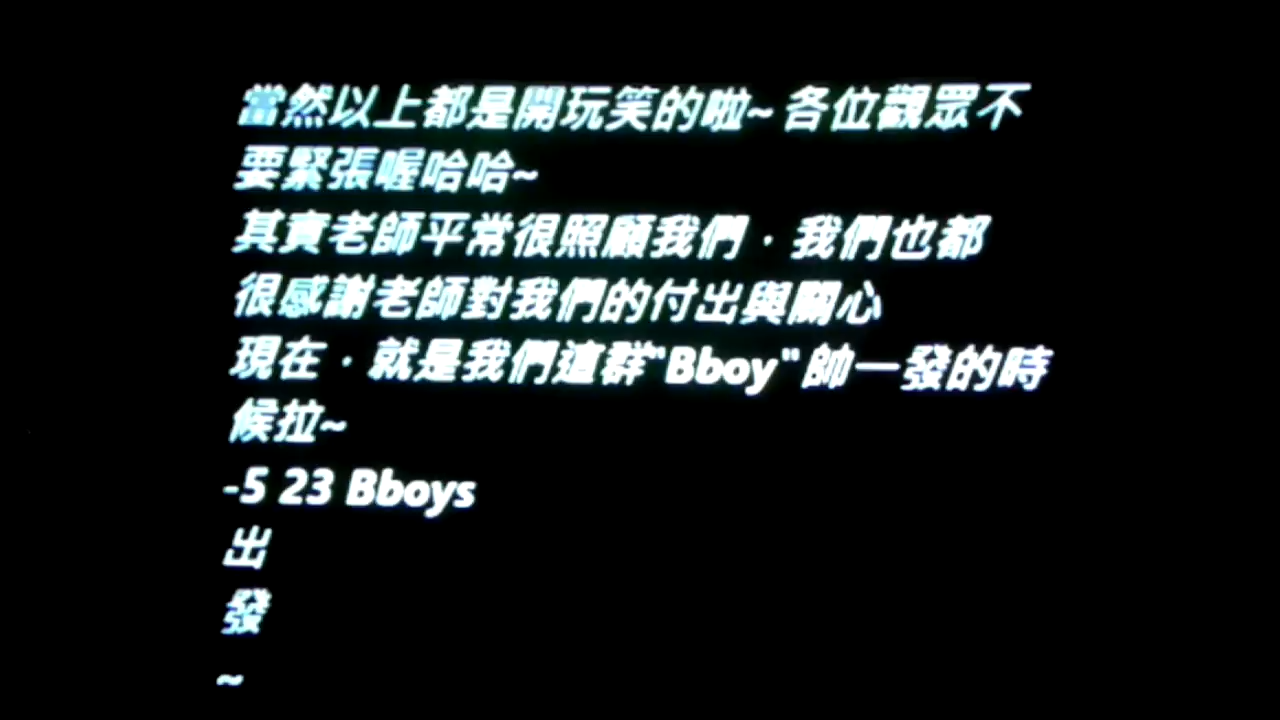 當然以上都是開玩笑的啦~各位觀眾不
要緊張喔哈哈~
其實老師平常很照顧我們，我們也都
很感謝老師對我們的付出與關心
現在，就是我們這群"Bboy"帥一發的時
候拉~
-5 23 Bboys
出
發
~